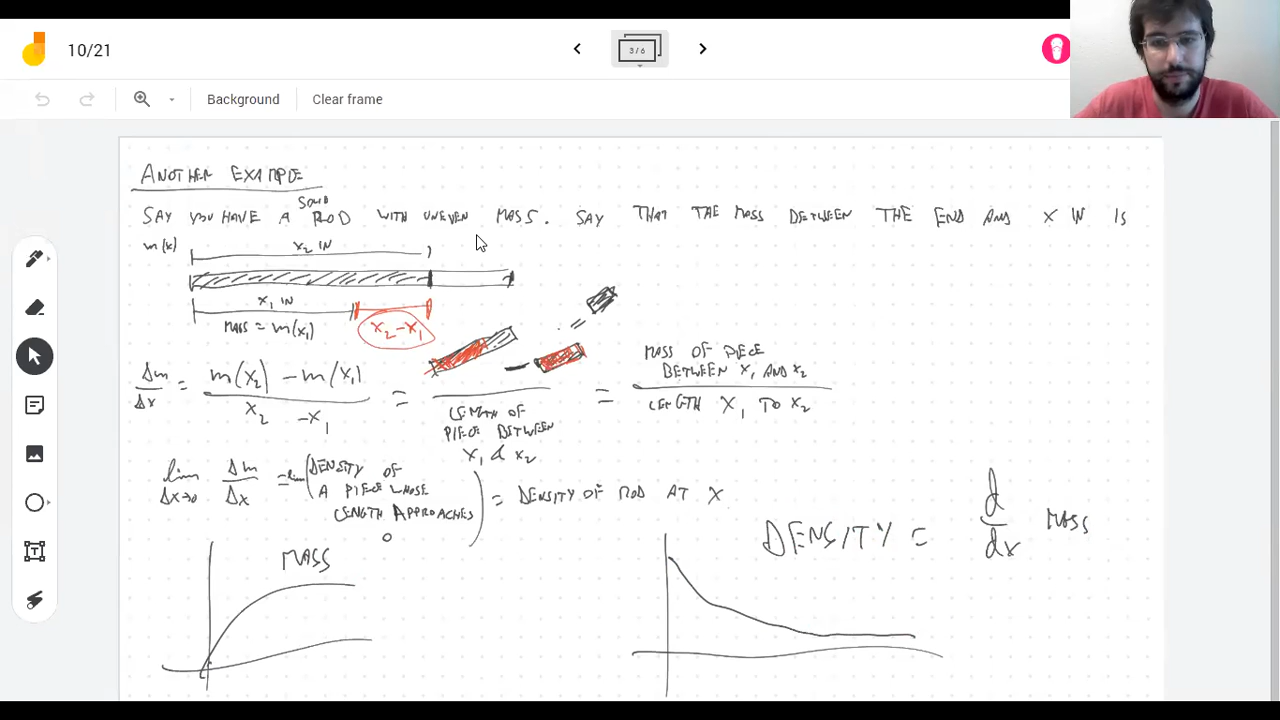 10/21
3/6
Background
Clear frame
ANOTHER EXAMPLE
SAY YOU HAVE A SOLID ROD WITH UNEVEN MASS. SAY THAT THE MASS BETWEEN THE END AND X IN IS
m(x)
x₂ IN
x₁ IN
MASS = m(x₁)
x₂-x₁
Δm/Δx = (m(x₂) - m(x₁))/(x₂ - x₁) = - / LENGTH OF PIECE BETWEEN x₁ & x₂ = MASS OF PIECE BETWEEN x₁ AND x₂ / LENGTH x₁ TO x₂
=
lim Δx→0 Δm/Δx = lim (DENSITY OF A PIECE WHOSE LENGTH APPROACHES 0) = DENSITY OF ROD AT X
DENSITY = d/dx MASS
MASS